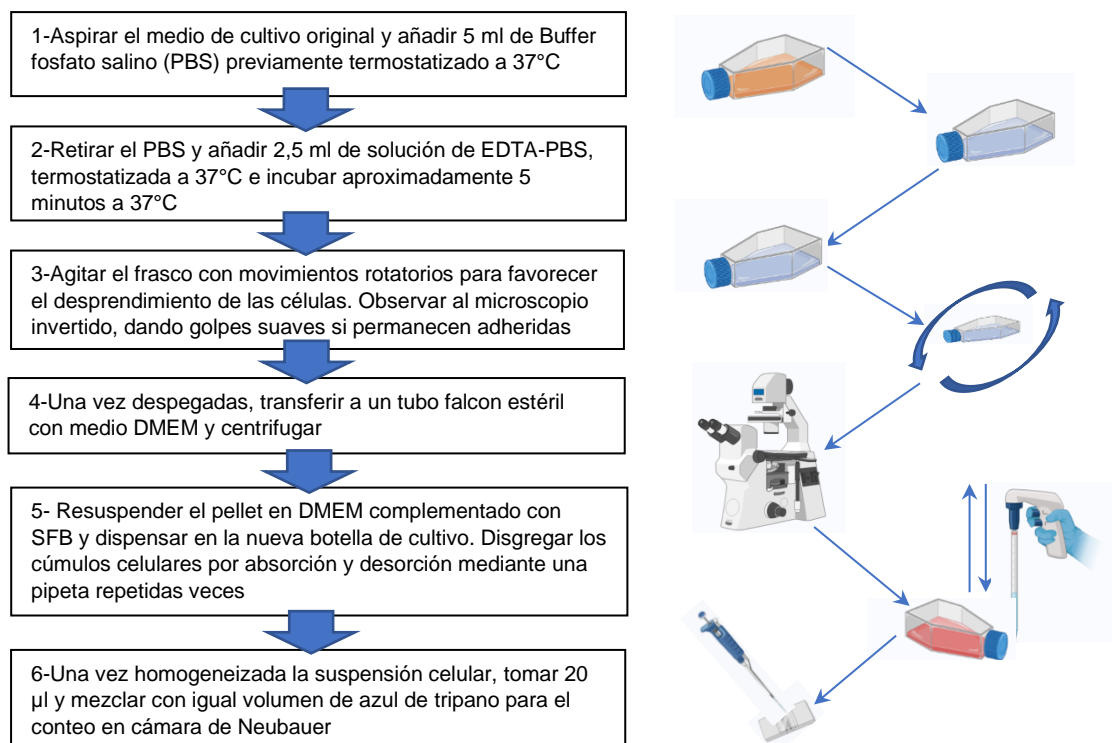 1-Aspirar el medio de cultivo original y añadir 5 ml de Buffer
fosfato salino (PBS) previamente termostatizado a 37°C
2-Retirar el PBS y añadir 2,5 ml de solución de EDTA-PBS,
termostatizada a 37°C e incubar aproximadamente 5
minutos a 37°C
3-Agitar el frasco con movimientos rotatorios para favorecer
el desprendimiento de las células. Observar al microscopio
invertido, dando golpes suaves si permanecen adheridas
4-Una vez despegadas, transferir a un tubo falcon estéril
con medio DMEM y centrifugar
5- Resuspender el pellet en DMEM complementado con
SFB y dispensar en la nueva botella de cultivo. Disgregar los
cúmulos celulares por absorción y desorción mediante una
pipeta repetidas veces
6-Una vez homogeneizada la suspensión celular, tomar 20
µl y mezclar con igual volumen de azul de tripano para el
conteo en cámara de Neubauer